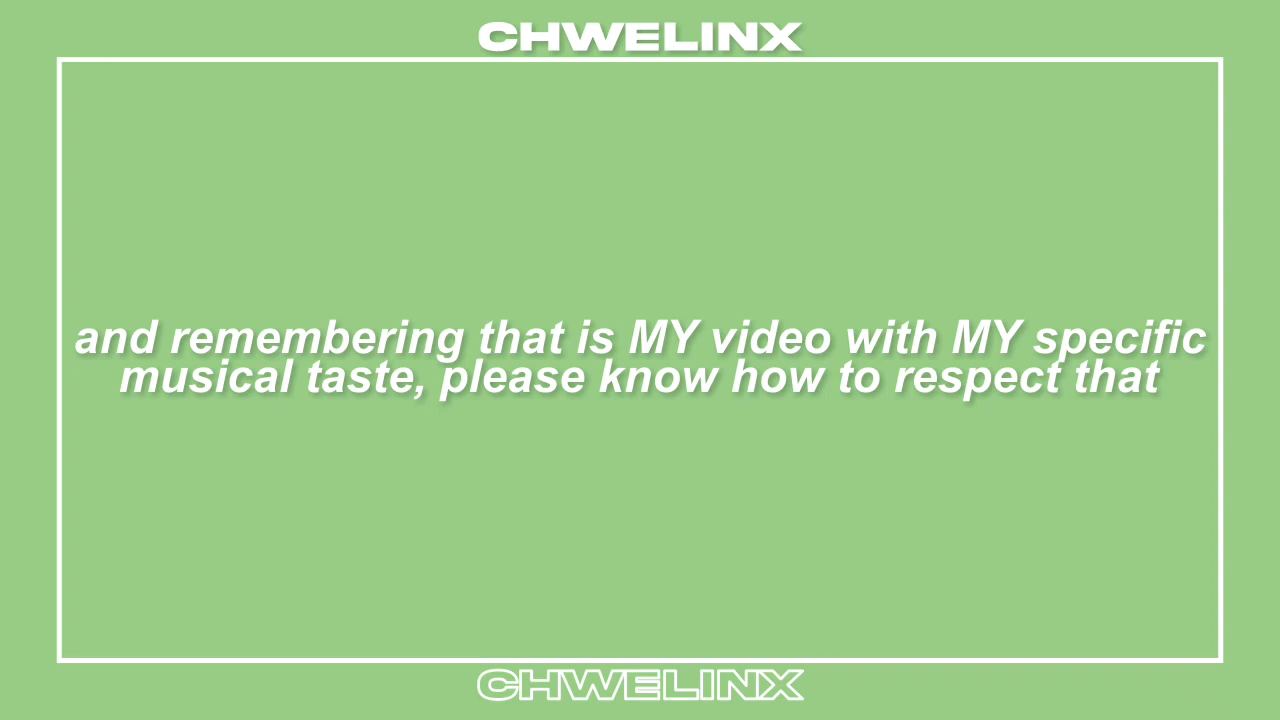 CHWELINX
and remembering that is MY video with MY specific
musical taste, please know how to respect that
CHWELINX